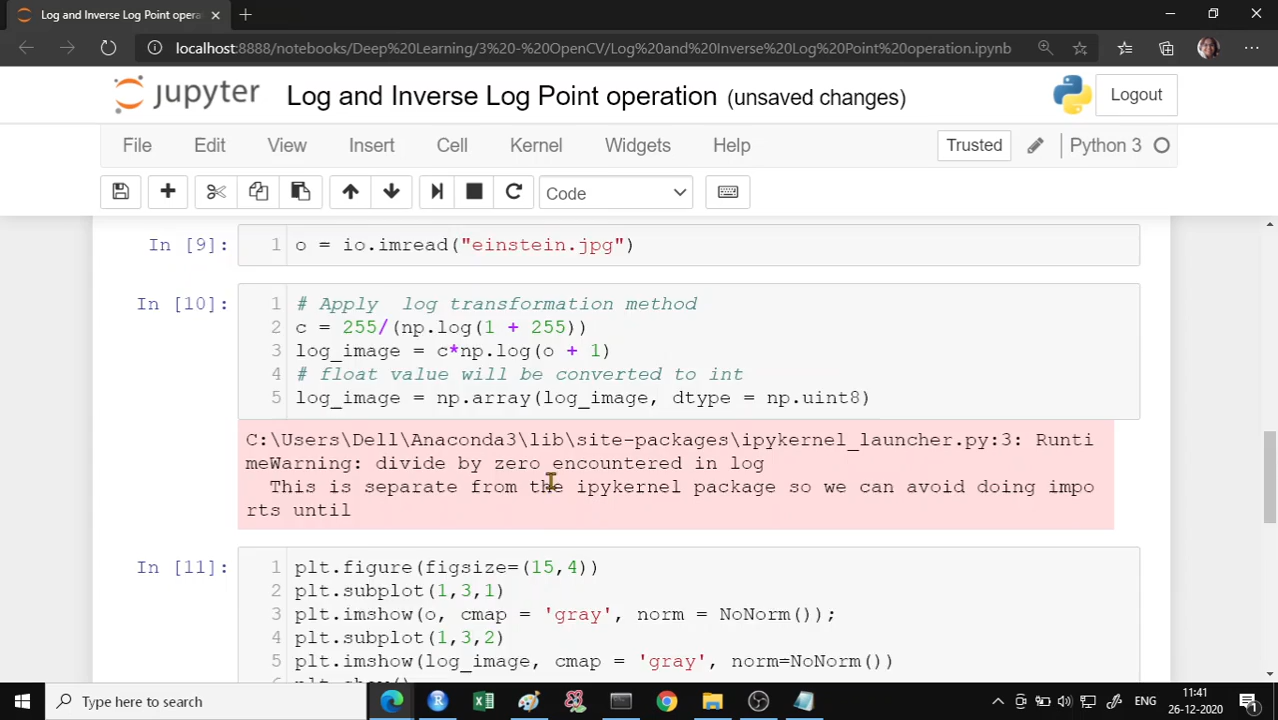 Log and Inverse Log Point opera
localhost:8888/notebooks/Deep%20Learning/3%20-%20OpenCV/Log%20and%20Inverse%20Log%20Point%20operation.ipynb
jupyter Log and Inverse Log Point operation (unsaved changes) Logout
File Edit View Insert Cell Kernel Widgets Help Trusted Python 3
Code
In [9]: 1 o = io.imread("einstein.jpg")
In [10]: 1 # Apply  log transformation method
2 c = 255/(np.log(1 + 255))
3 log_image = c*np.log(o + 1)
4 # float value will be converted to int
5 log_image = np.array(log_image, dtype = np.uint8)
C:\Users\Dell\Anaconda3\lib\site-packages\ipykernel_launcher.py:3: Runti
meWarning: divide by zero encountered in log
  This is separate from the ipykernel package so we can avoid doing impo
rts until
In [11]: 1 plt.figure(figsize=(15,4))
2 plt.subplot(1,3,1)
3 plt.imshow(o, cmap = 'gray', norm = NoNorm());
4 plt.subplot(1,3,2)
5 plt.imshow(log_image, cmap = 'gray', norm=NoNorm())
Type here to search ENG 11:41
26-12-2020